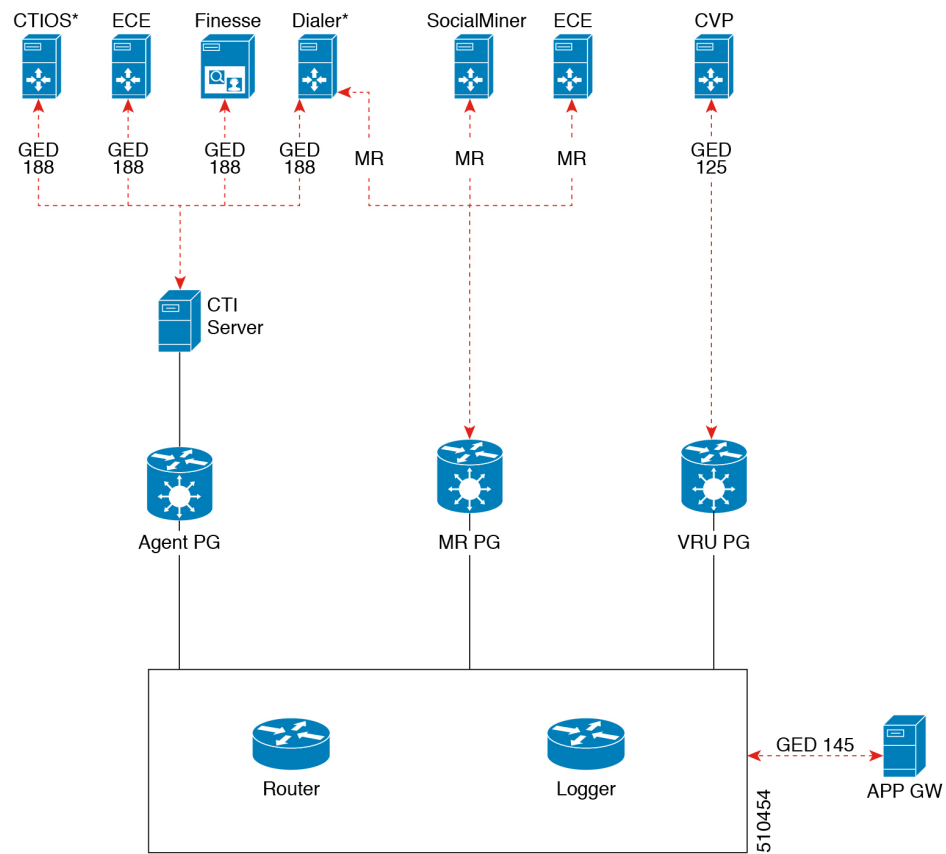 CTIOS*
ECE
Finesse
Dialer*
SocialMiner
ECE
CVP
GED
188
GED
188
GED
188
GED
188
MR
MR
MR
GED
125
CTI
Server
Agent PG
MR PG
VRU PG
Router
Logger
GED 145
APP GW
510454